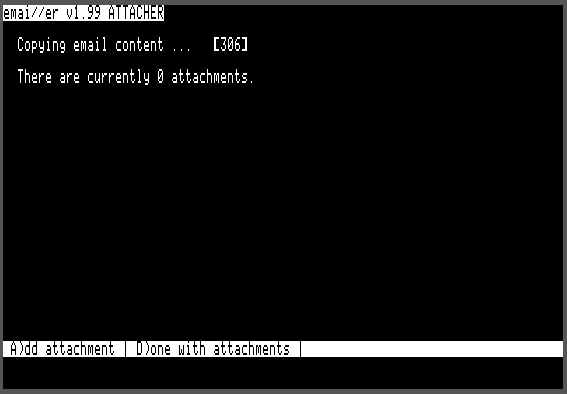 emai//er v1.99 ATTACHER
Copying email content ... [306]
There are currently 0 attachments.
A)dd attachment | D)one with attachments |